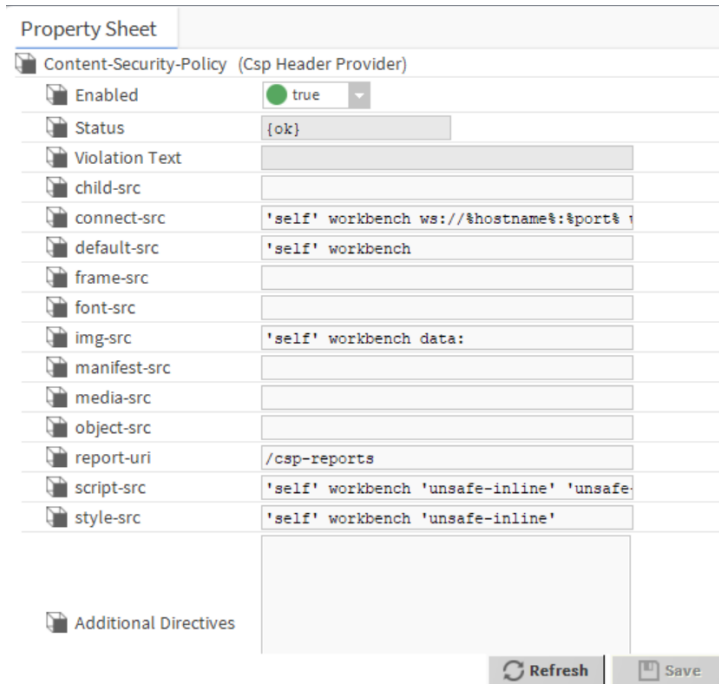 Property Sheet
Content-Security-Policy (Csp Header Provider)
Enabled true
Status {ok}
Violation Text
child-src
connect-src 'self' workbench ws://%hostname%:%port%
default-src 'self' workbench
frame-src
font-src
img-src 'self' workbench data:
manifest-src
media-src
object-src
report-uri /csp-reports
script-src 'self' workbench 'unsafe-inline' 'unsafe-
style-src 'self' workbench 'unsafe-inline'
Additional Directives
Refresh Save